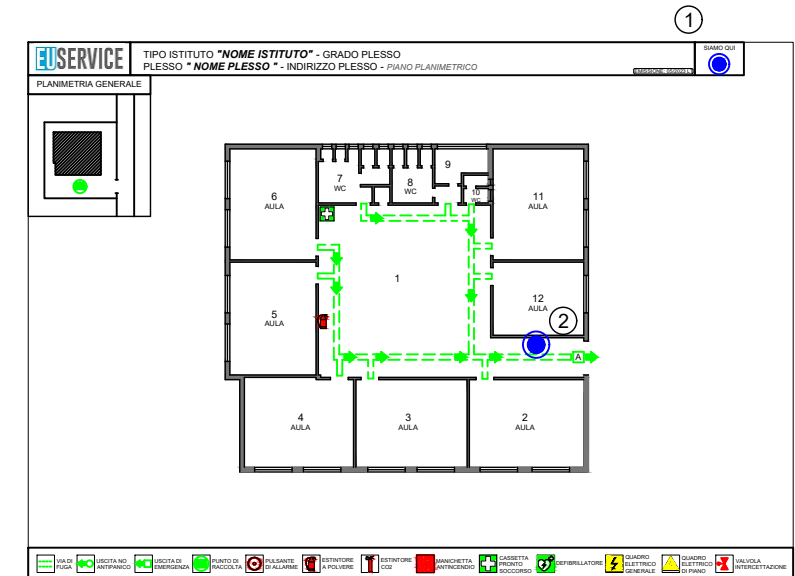 1
EUSERVICE
TIPO ISTITUTO "NOME ISTITUTO" - GRADO PLESSO
PLESSO " NOME PLESSO " - INDIRIZZO PLESSO - PIANO PLANIMETRICO
EMISSIONE
SIAMO QUI
PLANIMETRIA GENERALE
6
AULA
7
WC
8
WC
9
10
WC
11
AULA
1
12
AULA
5
AULA
2
A
4
AULA
3
AULA
2
AULA
VIA DI
FUGA
USCITA NO
ANTIPANICO
USCITA DI
EMERGENZA
PUNTO DI
RACCOLTA
PULSANTE
DI ALLARME
ESTINTORE
A POLVERE
ESTINTORE
CO2
MANICHETTA
ANTINCENDIO
CASSETTA
PRONTO
SOCCORSO
DEFIBRILLATORE
QUADRO
ELETTRICO
GENERALE
QUADRO
ELETTRICO
DI PIANO
VALVOLA
INTERCETTAZIONE